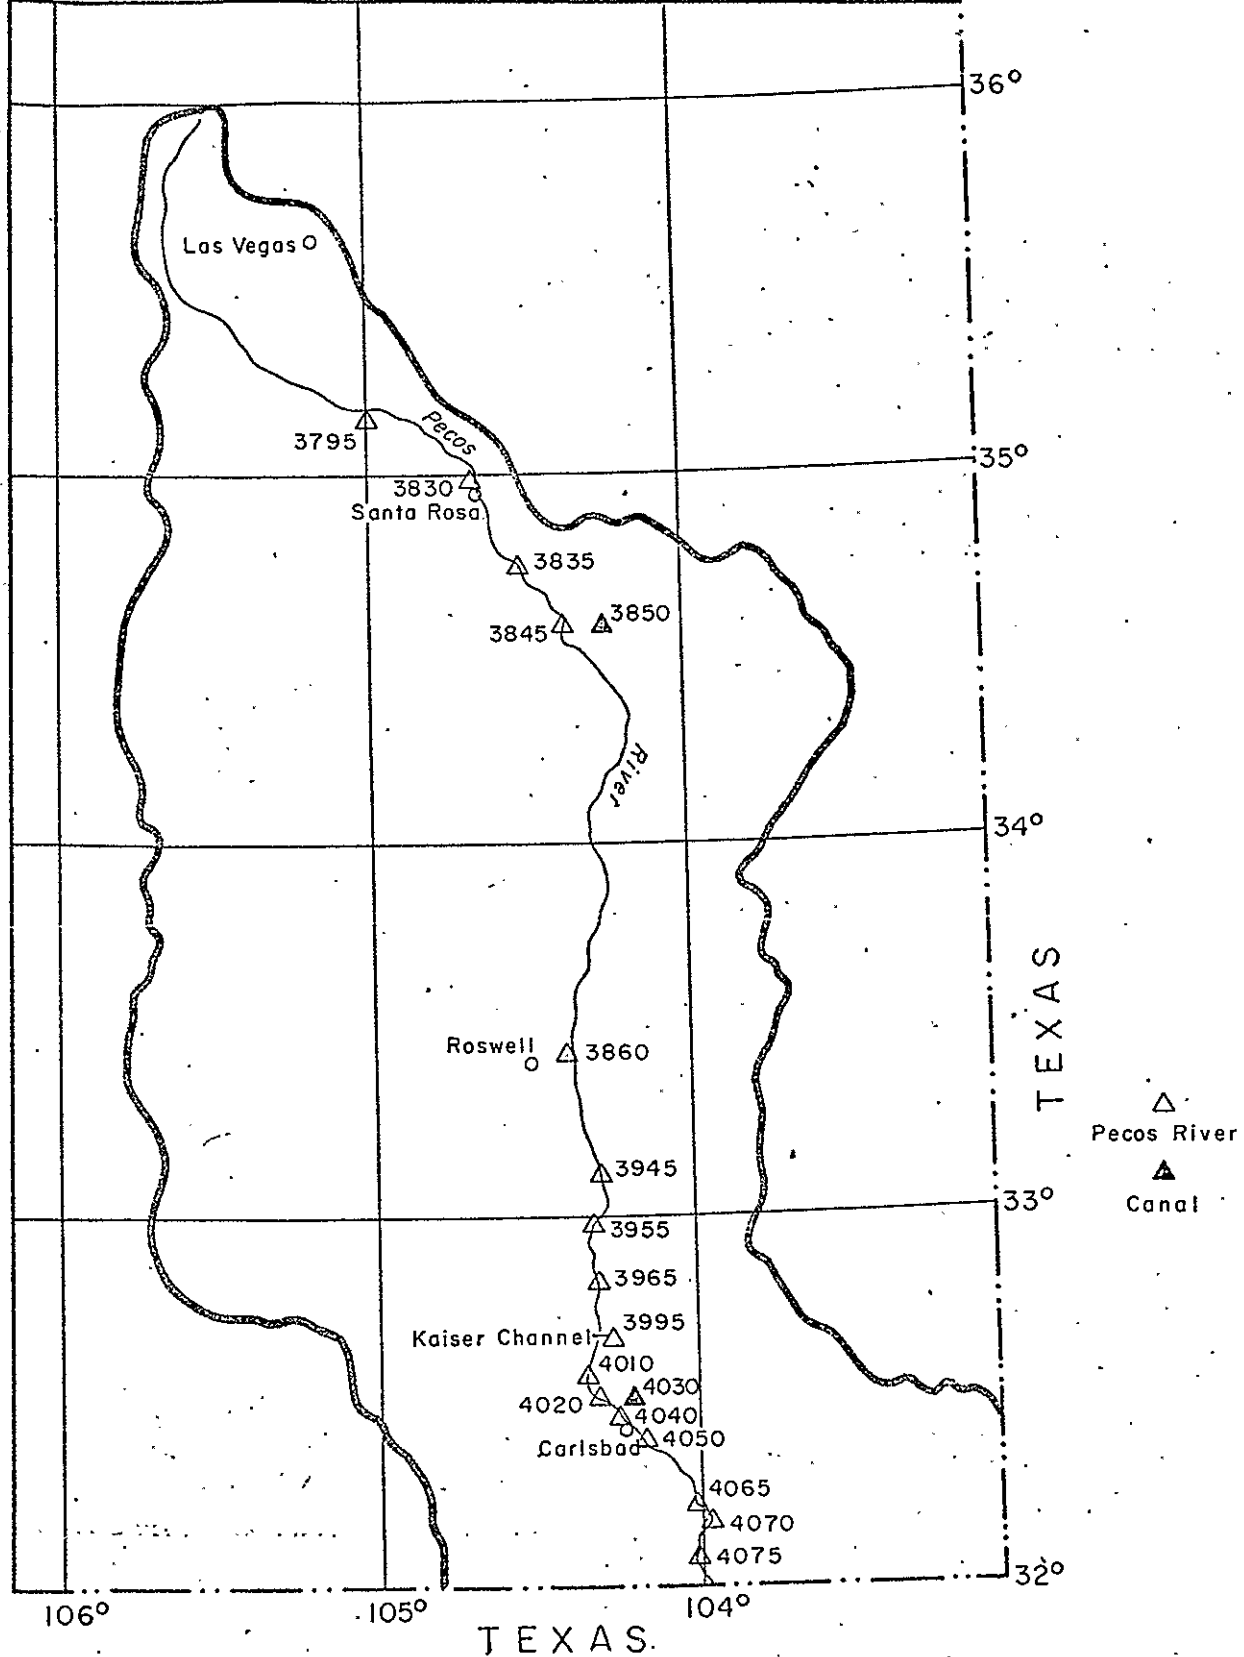 36°
Las Vegas
3795
Pecos
35°
3830
Santa Rosa
3835
3850
3845
River
34°
TEXAS
Roswell
3860
Pecos River
3945
Canal
33°
3955
3965
3995
Kaiser Channel
4010
4030
4020
4040
4050
Carlsbad
4065
4070
4075
32°
106°
105°
104°
TEXAS